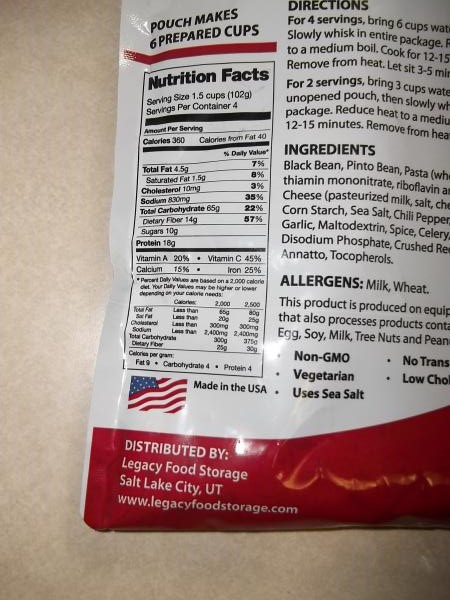 POUCH MAKES
6 PREPARED CUPS
Nutrition Facts
Serving Size 1.5 cups (102g)
Servings Per Container 4
Amount Per Serving
Calories 360 Calories from Fat 40
% Daily Value*
Total Fat 4.5g 7%
Saturated Fat 1.5g 8%
Cholesterol 10mg 3%
Sodium 830mg 35%
Total Carbohydrate 65g 22%
Dietary Fiber 14g 57%
Sugars 10g
Protein 18g
Vitamin A 20% • Vitamin C 45%
Calcium 15% • Iron 25%
*Percent Daily Values are based on a 2,000 calorie
diet. Your Daily Values may be higher or lower
depending on your calorie needs:
Calories: 2,000 2,500
Total Fat Less than 65g 80g
Sat Fat Less than 20g 25g
Cholesterol Less than 300mg 300mg
Sodium Less than 2,400mg 2,400mg
Total Carbohydrate 300g 375g
Dietary Fiber 25g 30g
Calories per gram:
Fat 9 • Carbohydrate 4 • Protein 4
Made in the USA
DISTRIBUTED BY:
Legacy Food Storage
Salt Lake City, UT
www.legacyfoodstorage.com
DIRECTIONS
For 4 servings, bring 6 cups wat
Slowly whisk in entire package.
to a medium boil. Cook for 12-15
Remove from heat. Let sit 3-5 min
For 2 servings, bring 3 cups wate
unopened pouch, then slowly wh
package. Reduce heat to a mediu
12-15 minutes. Remove from hea
INGREDIENTS
Black Bean, Pinto Bean, Pasta (whe
thiamin mononitrate, riboflavin an
Cheese (pasteurized milk, salt, che
Corn Starch, Sea Salt, Chili Pepper,
Garlic, Maltodextrin, Spice, Celery,
Disodium Phosphate, Crushed Re
Annatto, Tocopherols.
ALLERGENS: Milk, Wheat.
This product is produced on equip
that also processes products conta
Egg, Soy, Milk, Tree Nuts and Pean
• Non-GMO • No Trans
• Vegetarian • Low Chol
• Uses Sea Salt